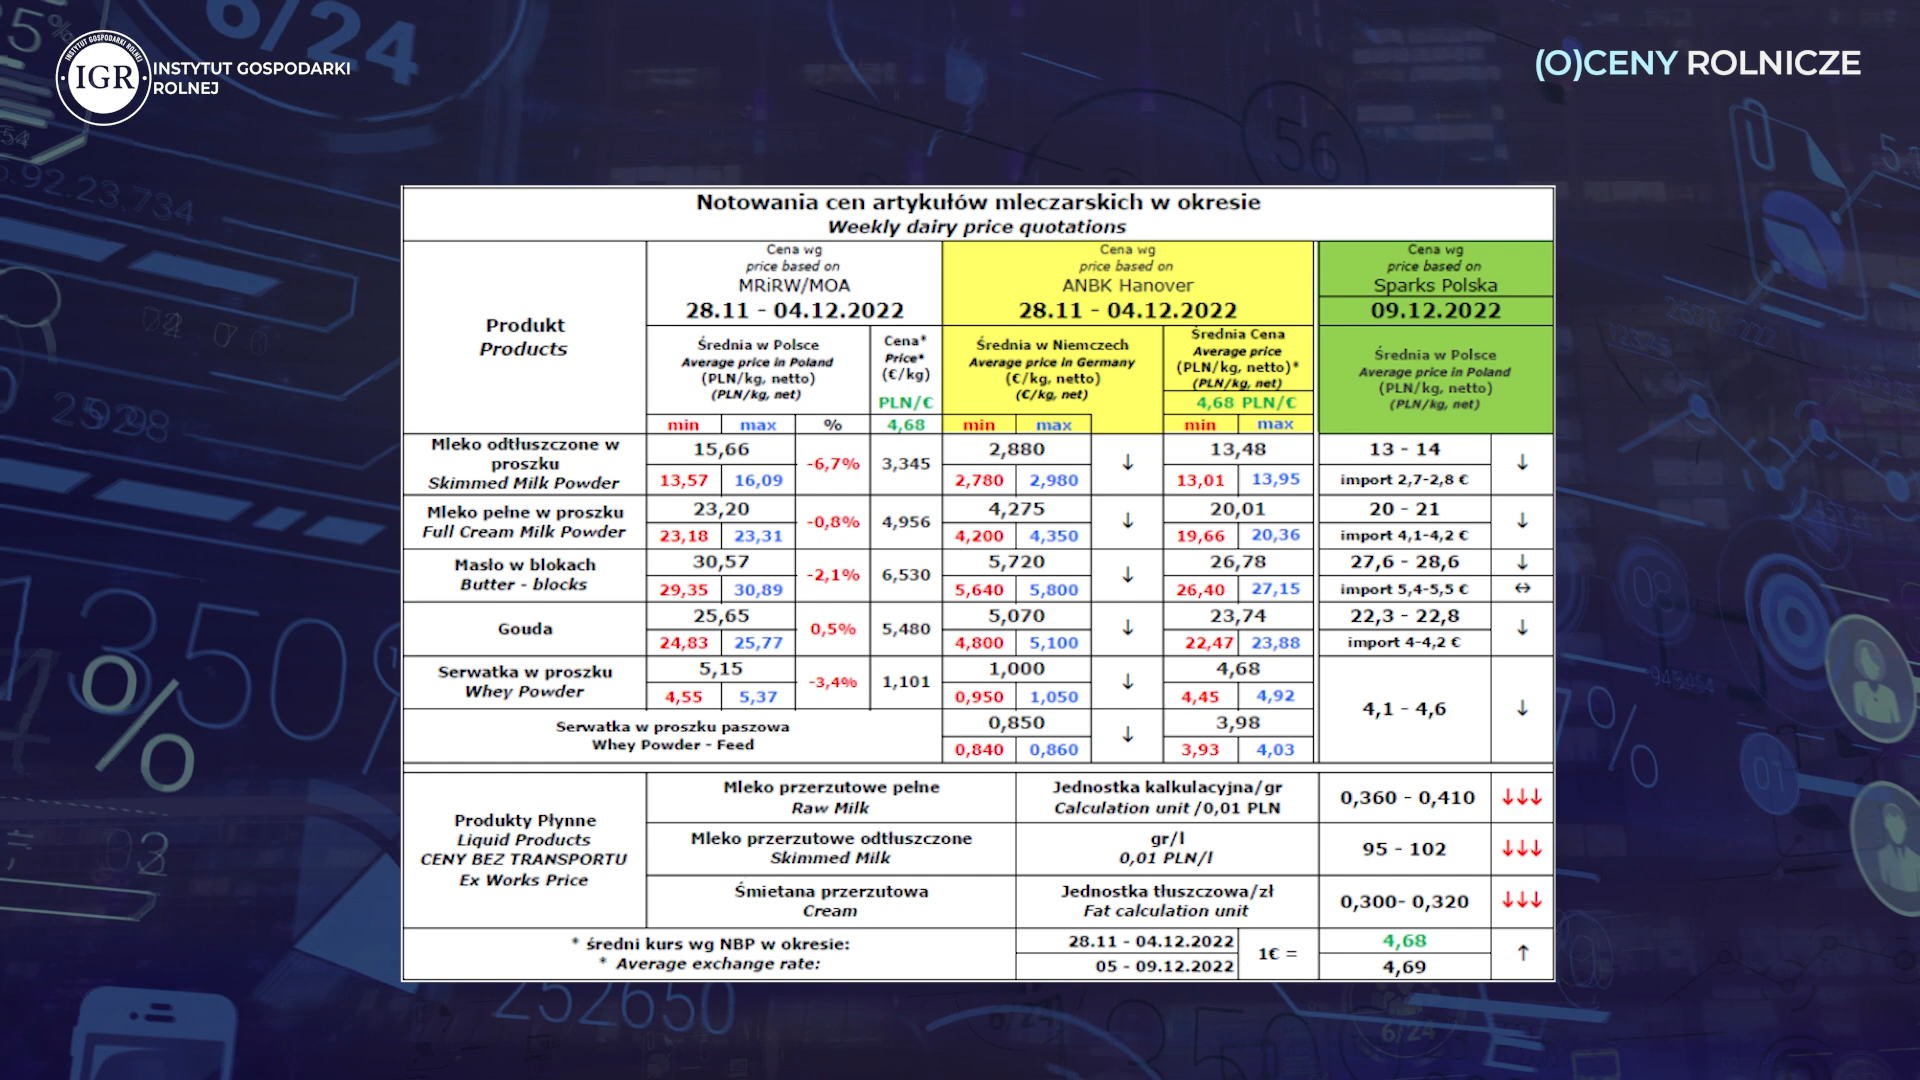 INSTYTUT GOSPODARKI ROLNEJ
IGR
INSTYTUT GOSPODARKI
ROLNEJ
(O)CENY ROLNICZE
Notowania cen artykułów mleczarskich w okresie
Weekly dairy price quotations
Produkt
Products
Cena wg
price based on
MRiRW/MOA
28.11 - 04.12.2022
Cena wg
price based on
ANBK Hanover
28.11 - 04.12.2022
Cena wg
price based on
Sparks Polska
09.12.2022
Średnia w Polsce
Average price in Poland
(PLN/kg, netto)
(PLN/kg, net)
Cena*
Price*
(€/kg)
PLN/€
Średnia w Niemczech
Average price in Germany
(€/kg, netto)
(€/kg, net)
Średnia Cena
Average price
(PLN/kg, netto)*
(PLN/kg, net)
4,68 PLN/€
Średnia w Polsce
Average price in Poland
(PLN/kg, netto)
(PLN/kg, net)
min max % 4,68 min max min max
Mleko odtłuszczone w
proszku
Skimmed Milk Powder
15,66
13,57 16,09
-6,7% 3,345
2,880
2,780 2,980
↓
13,48
13,01 13,95
13 - 14
import 2,7-2,8 €
↓
Mleko pełne w proszku
Full Cream Milk Powder
23,20
23,18 23,31
-0,8% 4,956
4,275
4,200 4,350
↓
20,01
19,66 20,36
20 - 21
import 4,1-4,2 €
↓
Masło w blokach
Butter - blocks
30,57
29,35 30,89
-2,1% 6,530
5,720
5,640 5,800
↓
26,78
26,40 27,15
27,6 - 28,6 ↓
import 5,4-5,5 € ↔
Gouda
25,65
24,83 25,77
0,5% 5,480
5,070
4,800 5,100
↓
23,74
22,47 23,88
22,3 - 22,8
import 4-4,2 €
↓
Serwatka w proszku
Whey Powder
5,15
4,55 5,37
-3,4% 1,101
1,000
0,950 1,050
↓
4,68
4,45 4,92
4,1 - 4,6 ↓
Serwatka w proszku paszowa
Whey Powder - Feed
0,850
0,840 0,860
↓
3,98
3,93 4,03
Produkty Płynne
Liquid Products
CENY BEZ TRANSPORTU
Ex Works Price
Mleko przerzutowe pełne
Raw Milk
Jednostka kalkulacyjna/gr
Calculation unit /0,01 PLN
0,360 - 0,410 ↓↓↓
Mleko przerzutowe odtłuszczone
Skimmed Milk
gr/l
0,01 PLN/l
95 - 102 ↓↓↓
Śmietana przerzutowa
Cream
Jednostka tłuszczowa/zł
Fat calculation unit
0,300- 0,320 ↓↓↓
* średni kurs wg NBP w okresie:
* Average exchange rate:
28.11 - 04.12.2022
05 - 09.12.2022
1€ =
4,68
4,69
↑